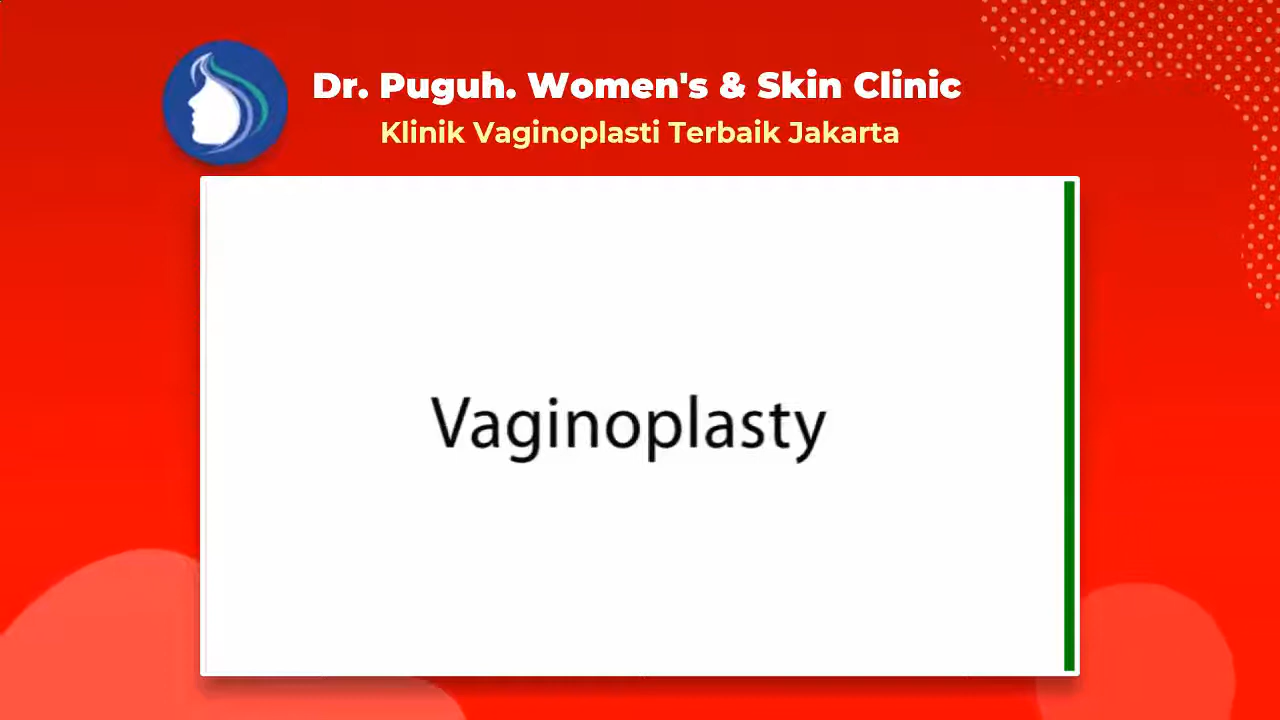 Dr. Puguh. Women's & Skin Clinic
Klinik Vaginoplasti Terbaik Jakarta
Vaginoplasty